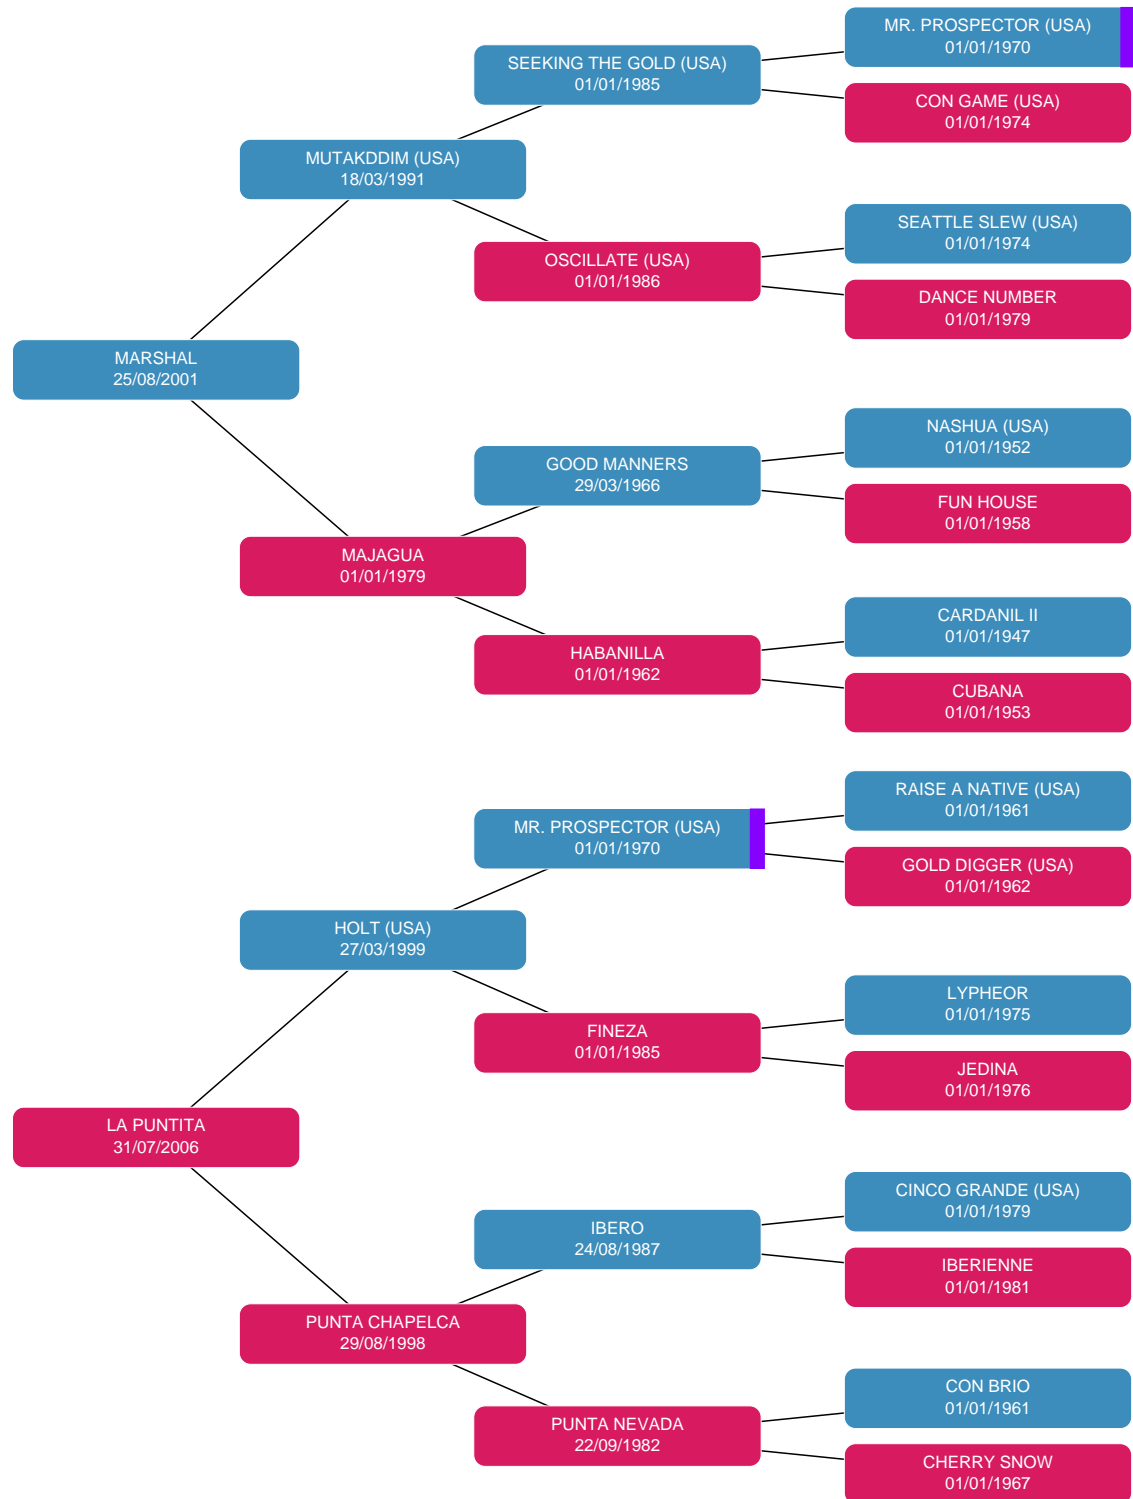 MR. PROSPECTOR (USA)
01/01/1970
SEEKING THE GOLD (USA)
01/01/1985
CON GAME (USA)
01/01/1974
MUTAKDDIM (USA)
18/03/1991
SEATTLE SLEW (USA)
01/01/1974
OSCILLATE (USA)
01/01/1986
DANCE NUMBER
01/01/1979
MARSHAL
25/08/2001
NASHUA (USA)
01/01/1952
GOOD MANNERS
29/03/1966
FUN HOUSE
01/01/1958
MAJAGUA
01/01/1979
CARDANIL II
01/01/1947
HABANILLA
01/01/1962
CUBANA
01/01/1953
RAISE A NATIVE (USA)
01/01/1961
MR. PROSPECTOR (USA)
01/01/1970
GOLD DIGGER (USA)
01/01/1962
HOLT (USA)
27/03/1999
LYPHEOR
01/01/1975
FINEZA
01/01/1985
JEDINA
01/01/1976
LA PUNTITA
31/07/2006
CINCO GRANDE (USA)
01/01/1979
IBERO
24/08/1987
IBERIENNE
01/01/1981
PUNTA CHAPELCA
29/08/1998
CON BRIO
01/01/1961
PUNTA NEVADA
22/09/1982
CHERRY SNOW
01/01/1967